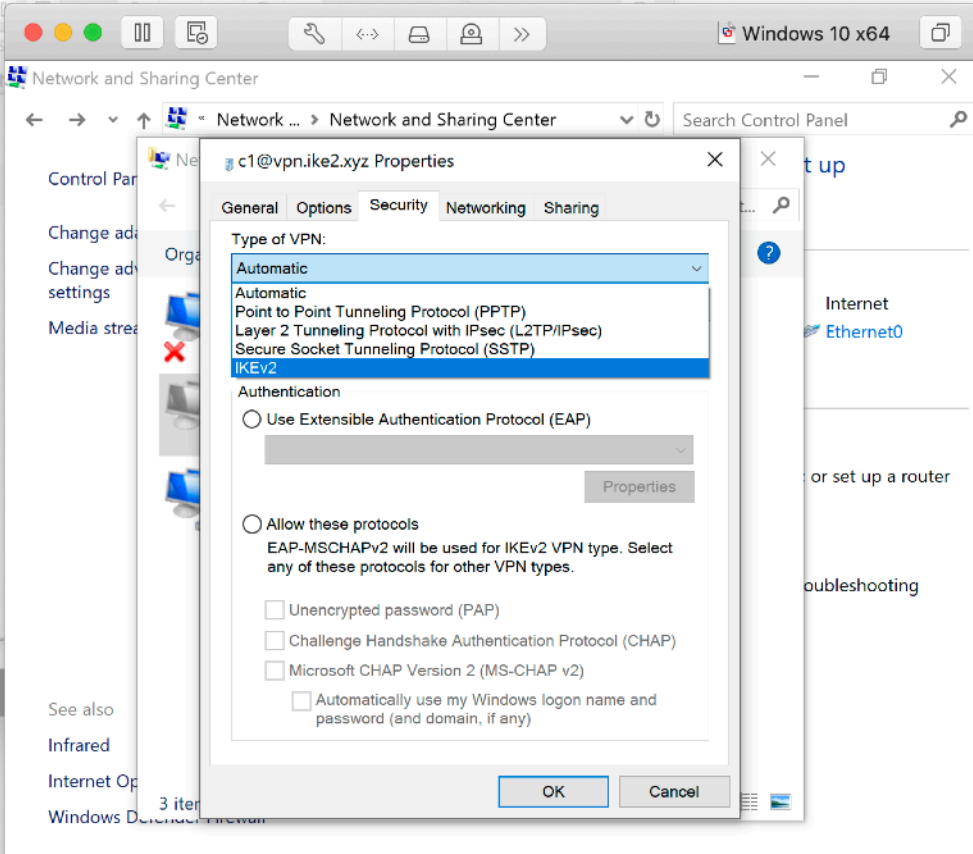 Windows 10 x64
Network and Sharing Center
Network ... > Network and Sharing Center
Search Control Panel
Control Par
Change ada
Change adv
settings
Media strea
See also
Infrared
Internet Op
Windows Defender Firewall
Ne
Orga
3 iter
c1@vpn.ike2.xyz Properties
General Options Security Networking Sharing
Type of VPN:
Automatic
Automatic
Point to Point Tunneling Protocol (PPTP)
Layer 2 Tunneling Protocol with IPsec (L2TP/IPsec)
Secure Socket Tunneling Protocol (SSTP)
IKEv2
Authentication
Use Extensible Authentication Protocol (EAP)
Properties
Allow these protocols
EAP-MSCHAPv2 will be used for IKEv2 VPN type. Select
any of these protocols for other VPN types.
Unencrypted password (PAP)
Challenge Handshake Authentication Protocol (CHAP)
Microsoft CHAP Version 2 (MS-CHAP v2)
Automatically use my Windows logon name and
password (and domain, if any)
OK Cancel
t up
t...
?
Internet
Ethernet0
or set up a router
oubleshooting